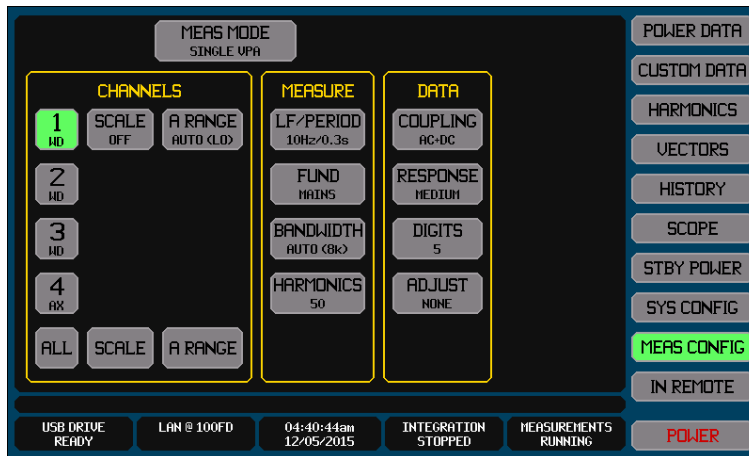 MEAS MODE
SINGLE VPA
CHANNELS
1
WD
SCALE
OFF
A RANGE
AUTO (LO)
2
WD
3
WD
4
AX
ALL
SCALE
A RANGE
MEASURE
LF/PERIOD
10Hz/0.3s
FUND
MAINS
BANDWIDTH
AUTO (8k)
HARMONICS
50
DATA
COUPLING
AC+DC
RESPONSE
MEDIUM
DIGITS
5
ADJUST
NONE
POWER DATA
CUSTOM DATA
HARMONICS
VECTORS
HISTORY
SCOPE
STBY POWER
SYS CONFIG
MEAS CONFIG
IN REMOTE
POWER
USB DRIVE
READY
LAN @ 100FD
04:40:44am
12/05/2015
INTEGRATION
STOPPED
MEASUREMENTS
RUNNING